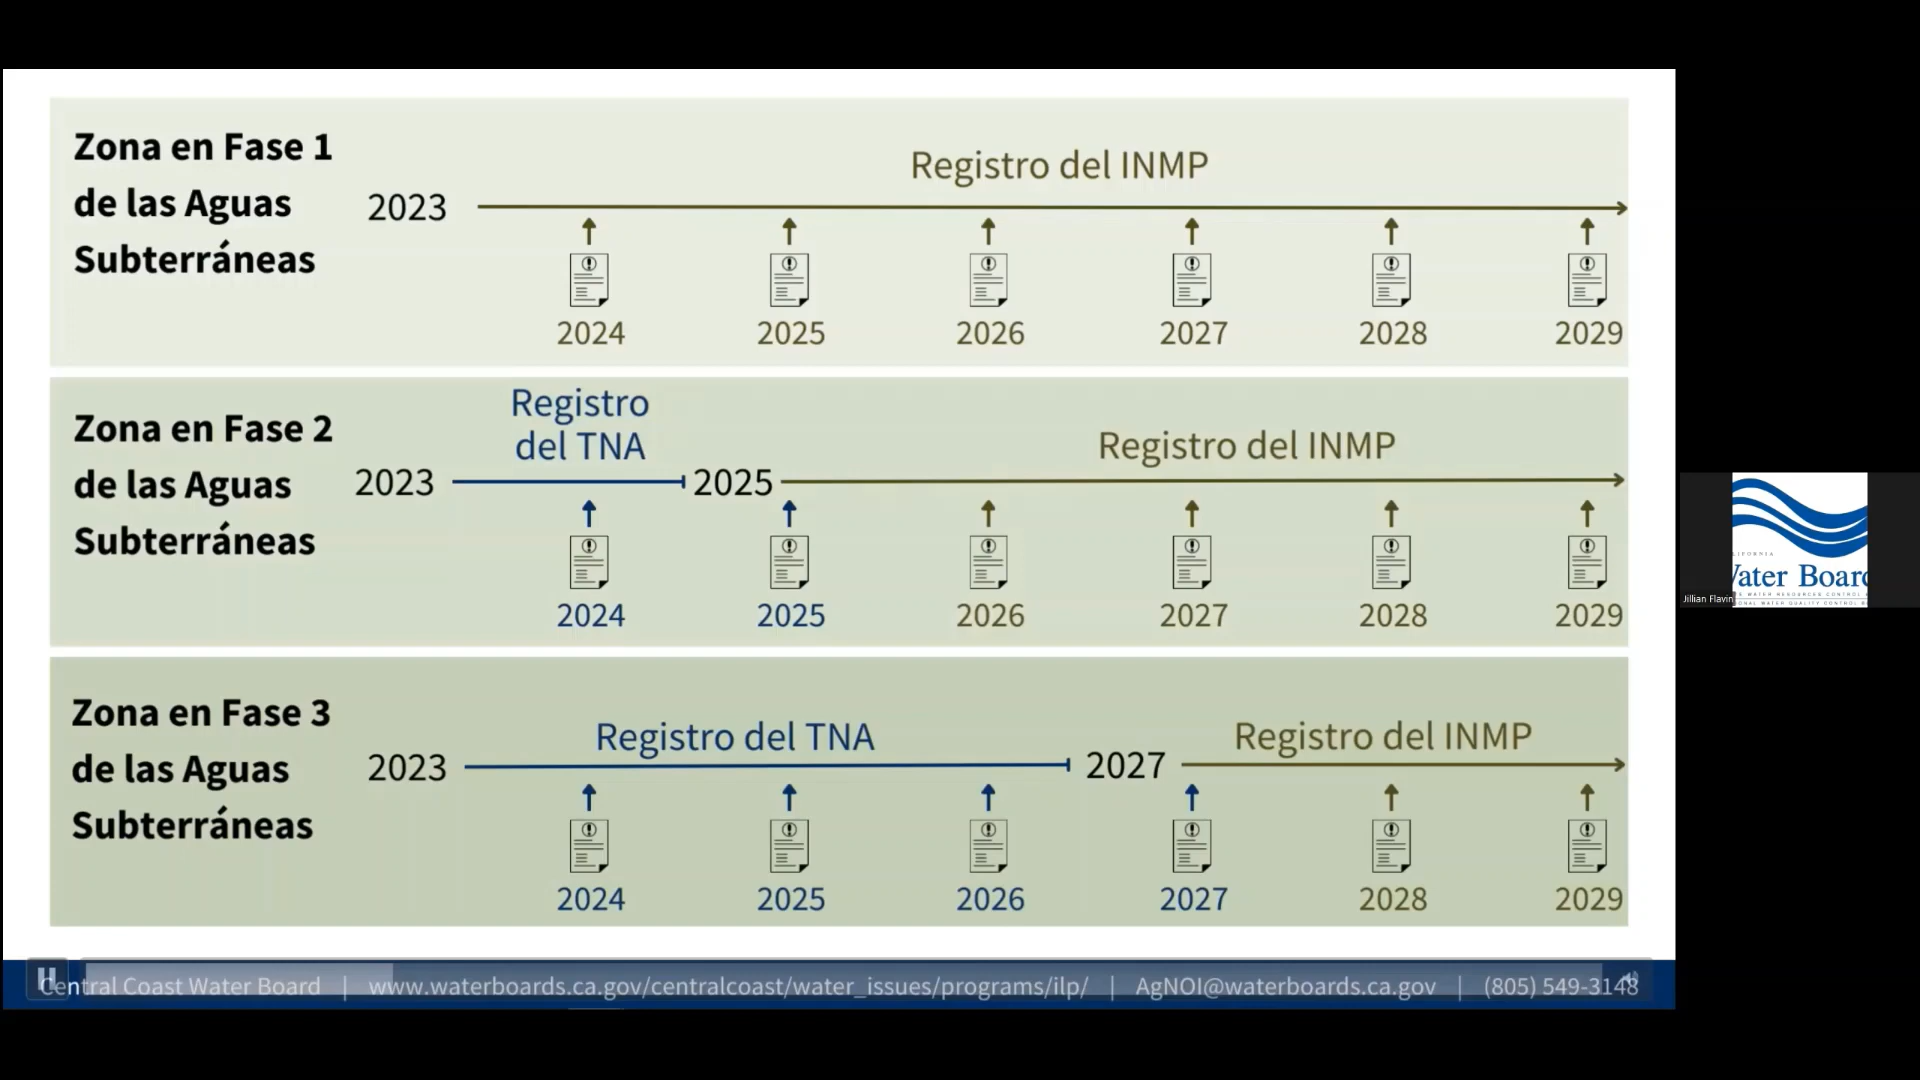 Zona en Fase 1
de las Aguas
Subterráneas
2023
Registro del INMP
2024
2025
2026
2027
2028
2029
Zona en Fase 2
de las Aguas
Subterráneas
2023
Registro
del TNA
2025
Registro del INMP
2024
2025
2026
2027
2028
2029
Zona en Fase 3
de las Aguas
Subterráneas
2023
Registro del TNA
2027
Registro del INMP
2024
2025
2026
2027
2028
2029
Central Coast Water Board | www.waterboards.ca.gov/centralcoast/water_issues/programs/ilp/ | AgNOI@waterboards.ca.gov | (805) 549-3148
LIFORNIA
Water Board
Jillian Flavin